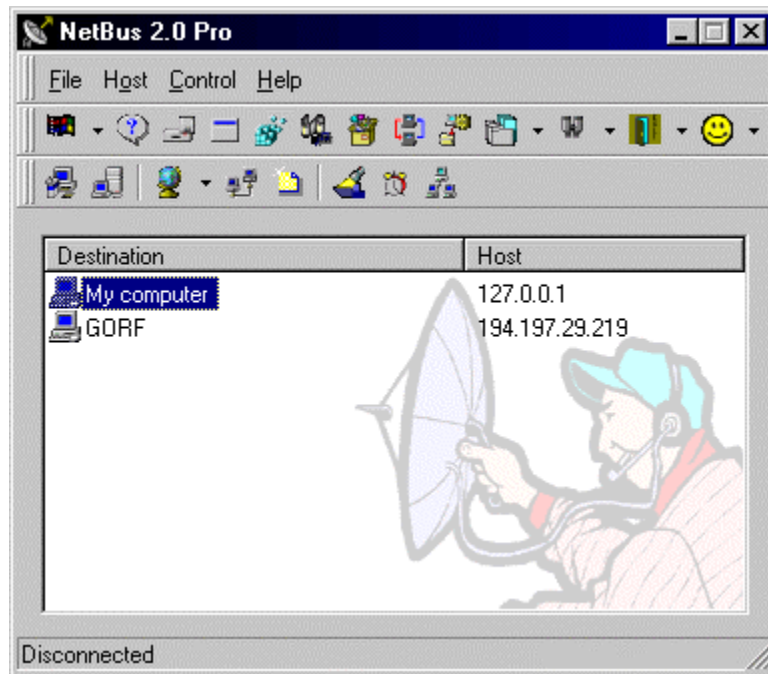 NetBus 2.0 Pro
File Host Control Help
Destination Host
My computer 127.0.0.1
GORF 194.197.29.219
Disconnected